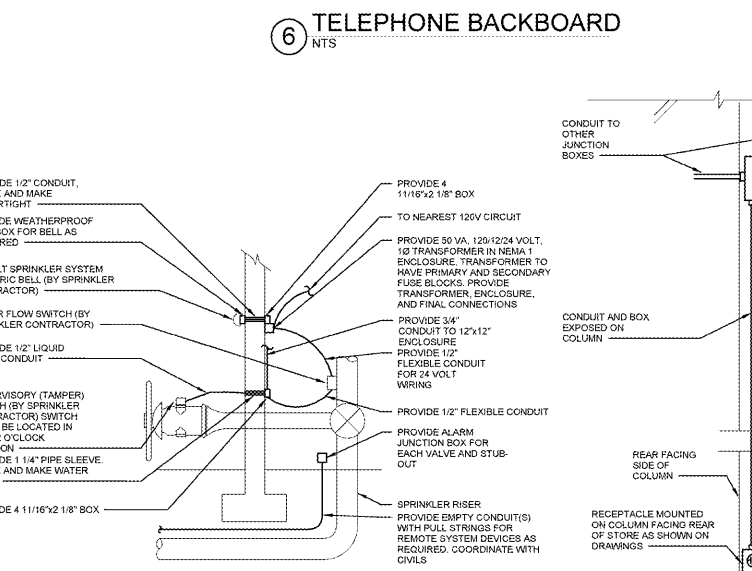 6
TELEPHONE BACKBOARD
NTS
CONDUIT TO
OTHER
JUNCTION
BOXES
DE 1/2" CONDUIT,
AND MAKE
RTIGHT
DE WEATHERPROOF
BOX FOR BELL AS
RED
LT SPRINKLER SYSTEM
RIC BELL (BY SPRINKLER
RACTOR)
R FLOW SWITCH (BY
KLER CONTRACTOR)
DE 1/2" LIQUID
CONDUIT
RVISORY (TAMPER)
H (BY SPRINKLER
RACTOR) SWITCH
BE LOCATED IN
O'CLOCK
ON
DE 1 1/4" PIPE SLEEVE.
AND MAKE WATER
DE 4 11/16"x2 1/8" BOX
PROVIDE 4
11/16"x2 1/8" BOX
TO NEAREST 120V CIRCUIT
PROVIDE 50 VA, 120/12/24 VOLT,
1Ø TRANSFORMER IN NEMA 1
ENCLOSURE. TRANSFORMER TO
HAVE PRIMARY AND SECONDARY
FUSE BLOCKS. PROVIDE
TRANSFORMER, ENCLOSURE,
AND FINAL CONNECTIONS
PROVIDE 3/4"
CONDUIT TO 12"x12"
ENCLOSURE
PROVIDE 1/2"
FLEXIBLE CONDUIT
FOR 24 VOLT
WIRING
PROVIDE 1/2" FLEXIBLE CONDUIT
PROVIDE ALARM
JUNCTION BOX FOR
EACH VALVE AND STUB-
OUT
SPRINKLER RISER
PROVIDE EMPTY CONDUIT(S)
WITH PULL STRINGS FOR
REMOTE SYSTEM DEVICES AS
REQUIRED. COORDINATE WITH
CIVILS
CONDUIT AND BOX
EXPOSED ON
COLUMN
REAR FACING
SIDE OF
COLUMN
RECEPTACLE MOUNTED
ON COLUMN FACING REAR
OF STORE AS SHOWN ON
DRAWINGS